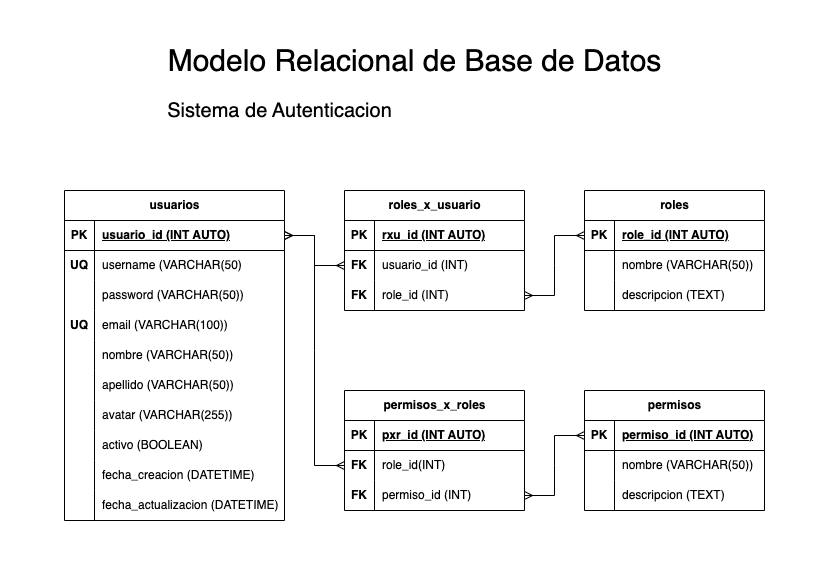 Modelo Relacional de Base de Datos
Sistema de Autenticacion
usuarios
PK usuario_id (INT AUTO)
UQ username (VARCHAR(50)
password (VARCHAR(50))
UQ email (VARCHAR(100))
nombre (VARCHAR(50))
apellido (VARCHAR(50))
avatar (VARCHAR(255))
activo (BOOLEAN)
fecha_creacion (DATETIME)
fecha_actualizacion (DATETIME)
roles_x_usuario
PK rxu_id (INT AUTO)
FK usuario_id (INT)
FK role_id (INT)
roles
PK role_id (INT AUTO)
nombre (VARCHAR(50))
descripcion (TEXT)
permisos_x_roles
PK pxr_id (INT AUTO)
FK role_id(INT)
FK permiso_id (INT)
permisos
PK permiso_id (INT AUTO)
nombre (VARCHAR(50))
descripcion (TEXT)